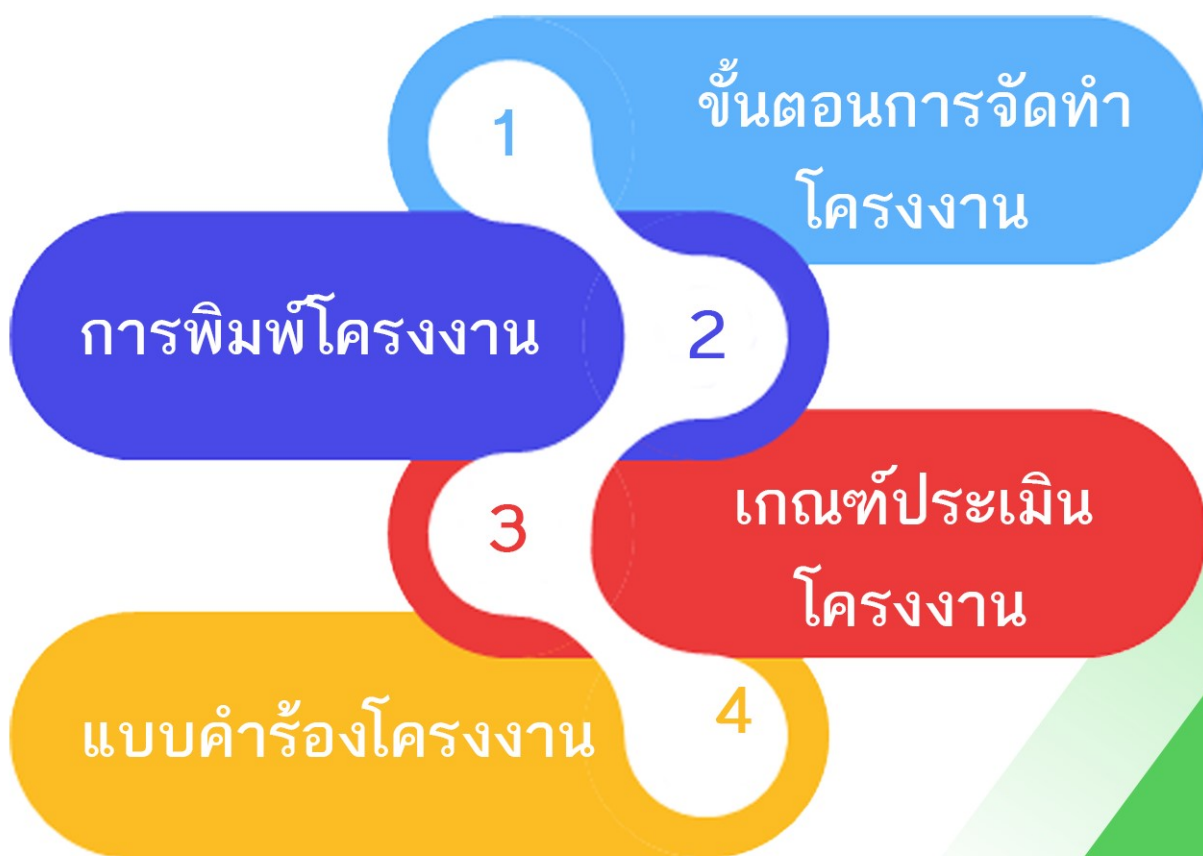 1
ขั้นตอนการจัดทำ
โครงงาน
การพิมพ์โครงงาน
2
3
เกณฑ์ประเมิน
โครงงาน
แบบคำร้องโครงงาน
4